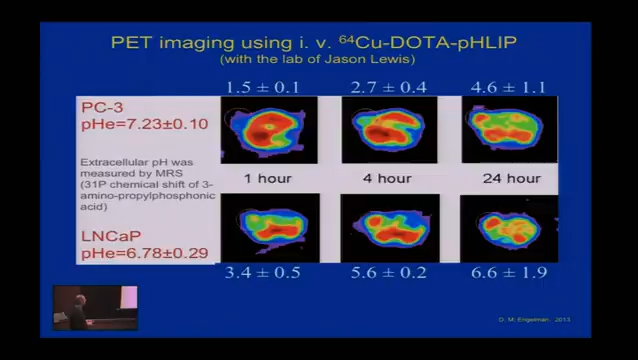 PET imaging using i. v. ⁶⁴Cu-DOTA-pHLIP
(with the lab of Jason Lewis)
1.5 ± 0.1 2.7 ± 0.4 4.6 ± 1.1
PC-3
pHe=7.23±0.10
Extracellular pH was
measured by MRS
(31P chemical shift of 3-
amino-propylphosphonic
acid)
1 hour 4 hour 24 hour
LNCaP
pHe=6.78±0.29
3.4 ± 0.5 5.6 ± 0.2 6.6 ± 1.9
D. M. Engelman 2013